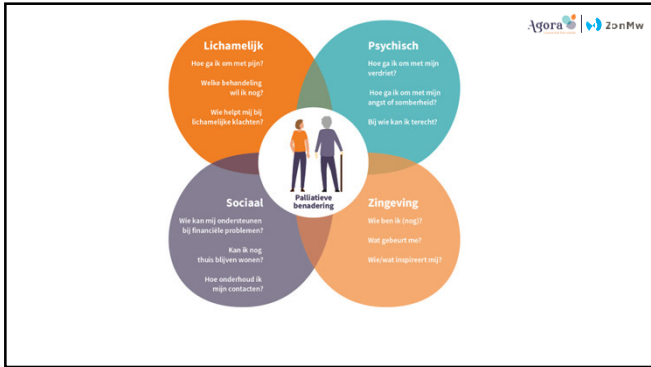 Agora
ZonMw
Lichamelijk
Hoe ga ik om met pijn?
Welke behandeling
wil ik nog?
Wie helpt mij bij
lichamelijke klachten?
Psychisch
Hoe ga ik om met mijn
verdriet?
Hoe ga ik om met mijn
angst of somberheid?
Bij wie kan ik terecht?
Palliatieve
benadering
Sociaal
Wie kan mij ondersteunen
bij financiële problemen?
Kan ik nog
thuis blijven wonen?
Hoe onderhoud ik
mijn contacten?
Zingeving
Wie ben ik (nog)?
Wat gebeurt me?
Wie/wat inspireert mij?